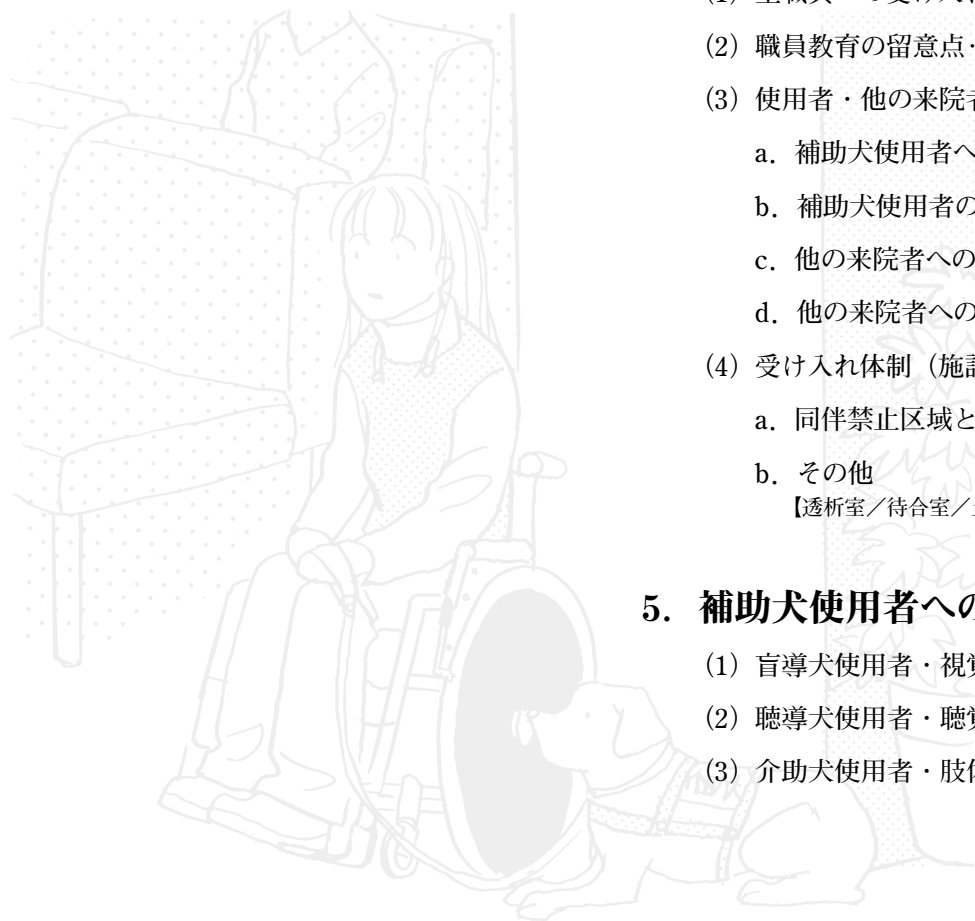 (2) 職員教育の留意点
(3) 使用者・他の来院
a. 補助犬使用者へ
b. 補助犬使用者の
c. 他の来院者への
d. 他の来院者への
(4) 受け入れ体制（施
a. 同伴禁止区域と
b. その他
【透析室／待合室／
5. 補助犬使用者への
(1) 盲導犬使用者・視
(2) 聴導犬使用者・聴
(3) 介助犬使用者・肢